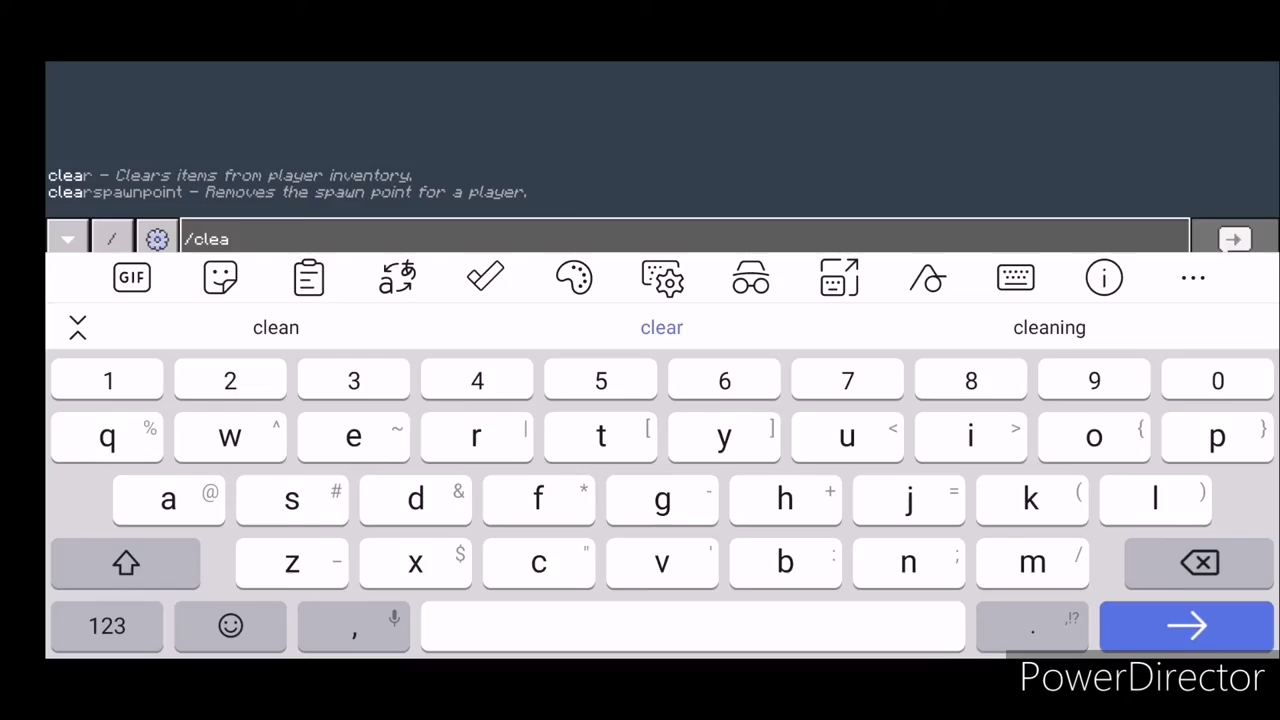 clear - Clears items from player inventory.
clearspawnpoint - Removes the spawn point for a player.
/ /clea
GIF
clean clear cleaning
1 2 3 4 5 6 7 8 9 0
q % w ^ e ~ r | t [ y ] u < i > o { p }
a @ s # d & f * g - h + j = k ( l )
z _ x $ c " v ' b : n ; m /
123 , . ,!?
PowerDirector